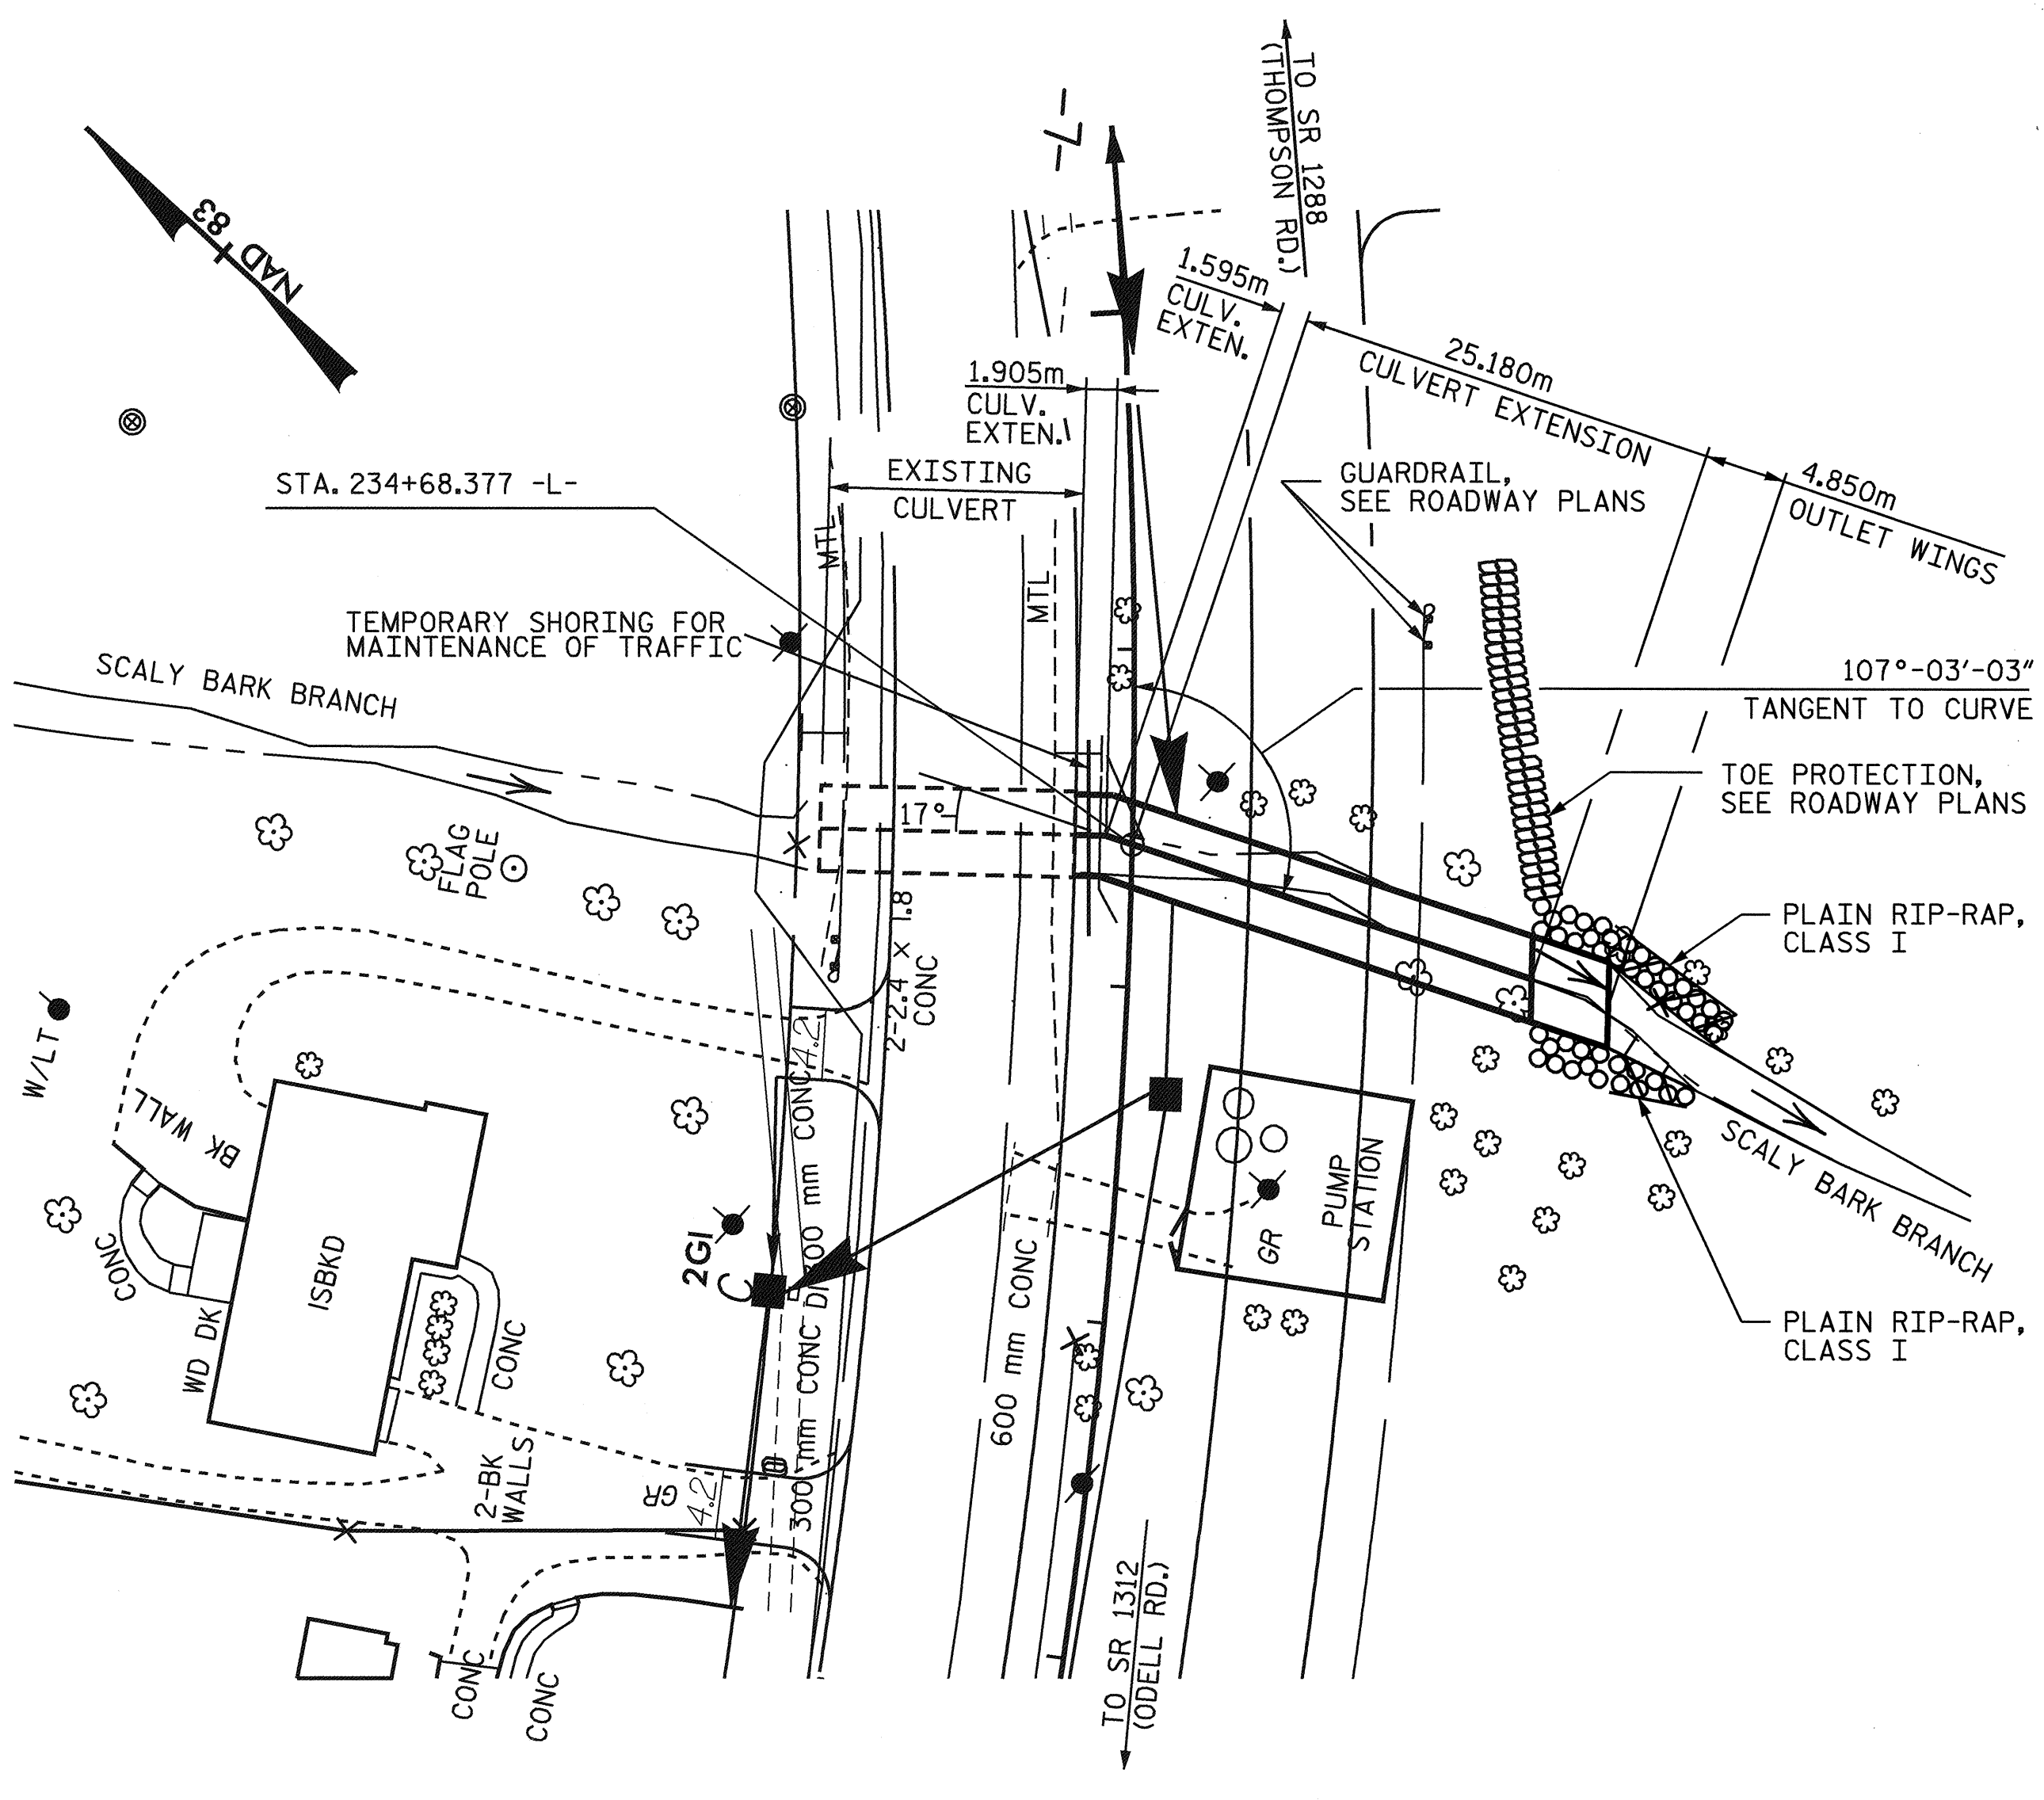 TO SR 1288
(THOMPSON RD.)
-L-
NAD 83
1.595m
CULV.
EXTEN.
25.180m
CULVERT EXTENSION
4.850m
OUTLET WINGS
1.905m
CULV.
EXTEN.
EXISTING
CULVERT
STA. 234+68.377 -L-
GUARDRAIL,
SEE ROADWAY PLANS
MTL
MTL
TEMPORARY SHORING FOR
MAINTENANCE OF TRAFFIC
SCALY BARK BRANCH
107°-03'-03"
TANGENT TO CURVE
TOE PROTECTION,
SEE ROADWAY PLANS
17°
FLAG
POLE
2-2.4 X 1.8
CONC
PLAIN RIP-RAP,
CLASS I
W/LT
BK WALL
4.2
CONC
ISBKD
WD DK
CONC
CONC
2GI
C
600 mm CONC
PUMP
STATION
GR
SCALY BARK BRANCH
PLAIN RIP-RAP,
CLASS I
2-BK
WALLS
GR
4.2
300 mm CONC
TO SR 1312
(ODELL RD.)
CONC
CONC